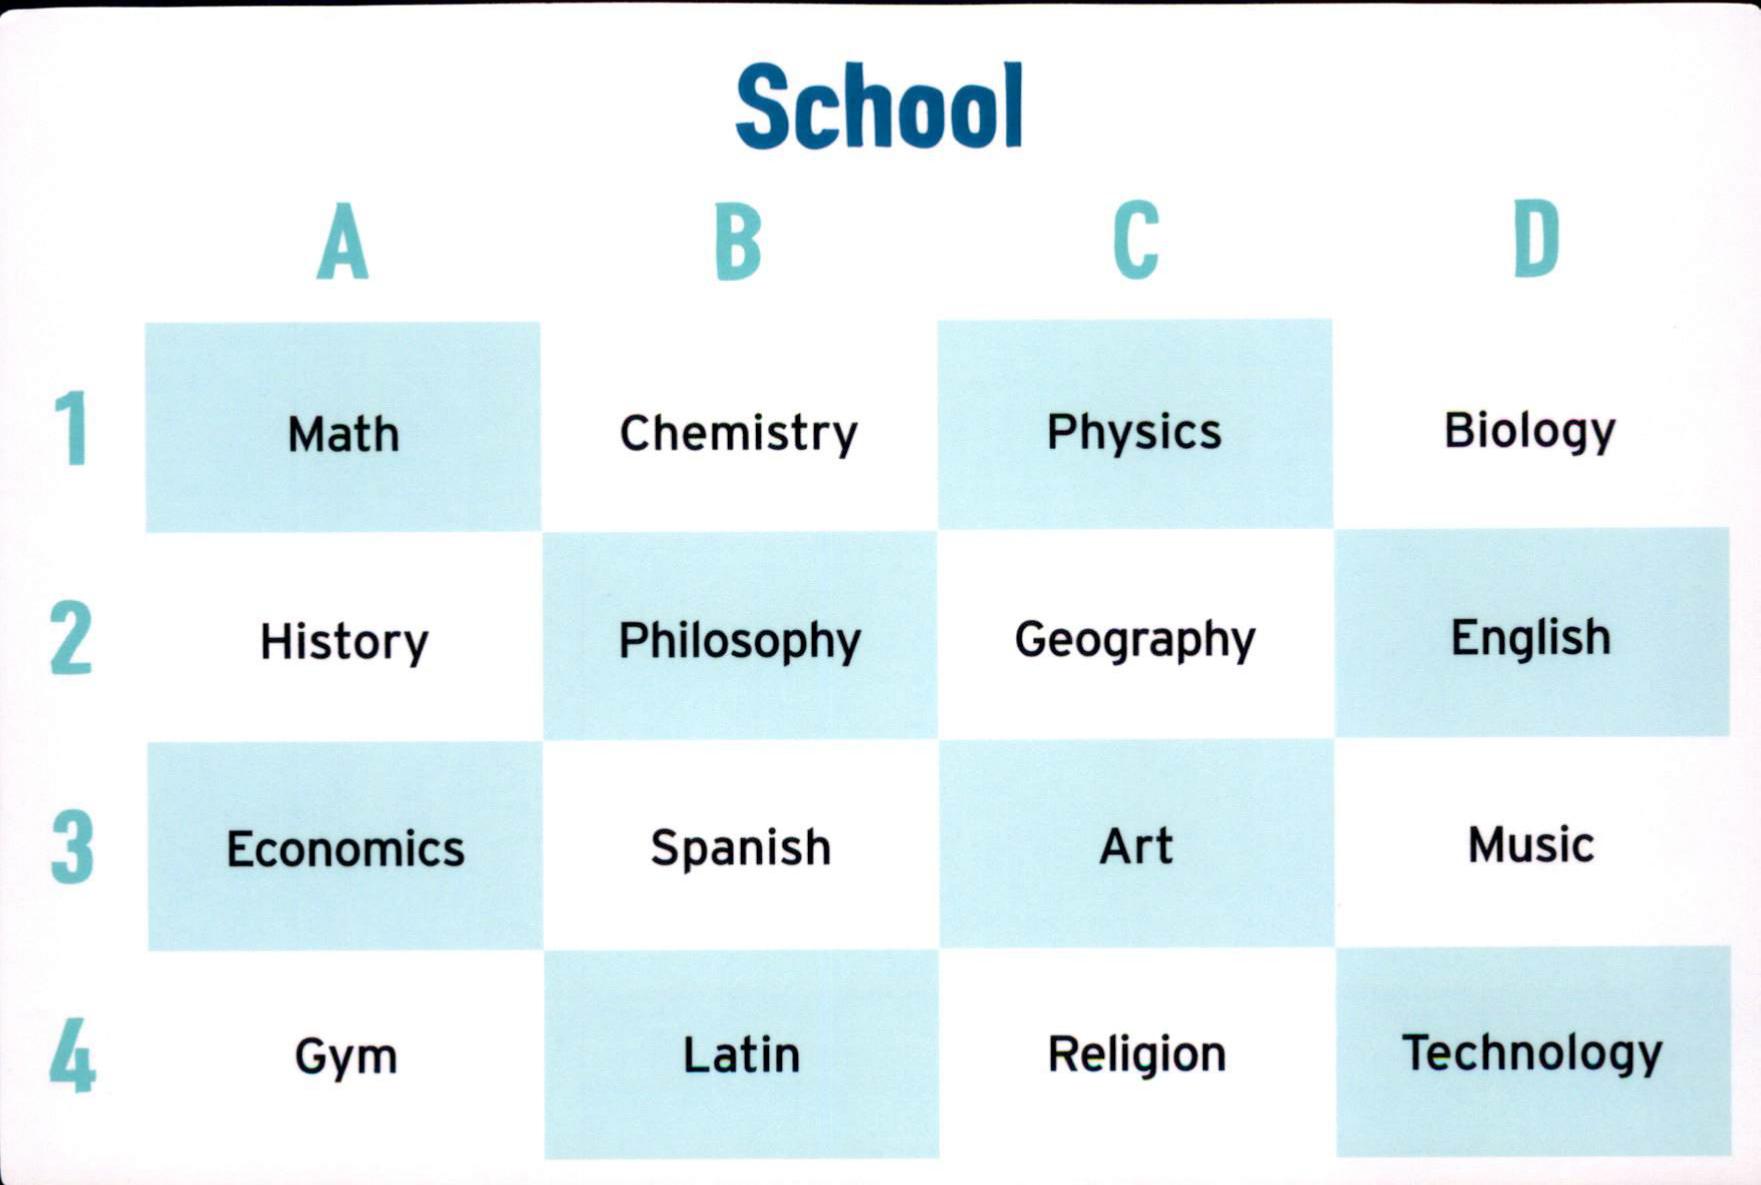 School
A B C D
1 Math Chemistry Physics Biology
2 History Philosophy Geography English
3 Economics Spanish Art Music
4 Gym Latin Religion Technology